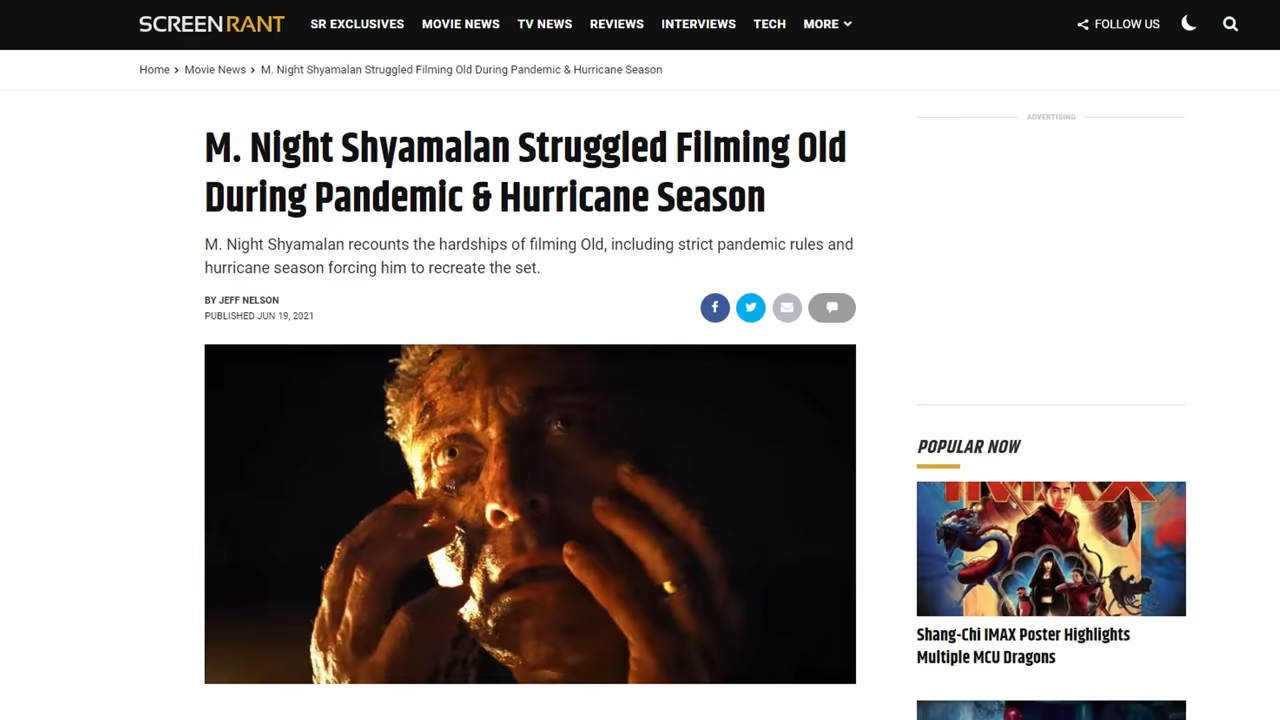 SCREENRANT SR EXCLUSIVES MOVIE NEWS TV NEWS REVIEWS INTERVIEWS TECH MORE FOLLOW US
Home > Movie News > M. Night Shyamalan Struggled Filming Old During Pandemic & Hurricane Season
M. Night Shyamalan Struggled Filming Old
During Pandemic & Hurricane Season
M. Night Shyamalan recounts the hardships of filming Old, including strict pandemic rules and
hurricane season forcing him to recreate the set.
BY JEFF NELSON
PUBLISHED JUN 19, 2021
ADVERTISING
POPULAR NOW
IMAX
Shang-Chi IMAX Poster Highlights
Multiple MCU Dragons